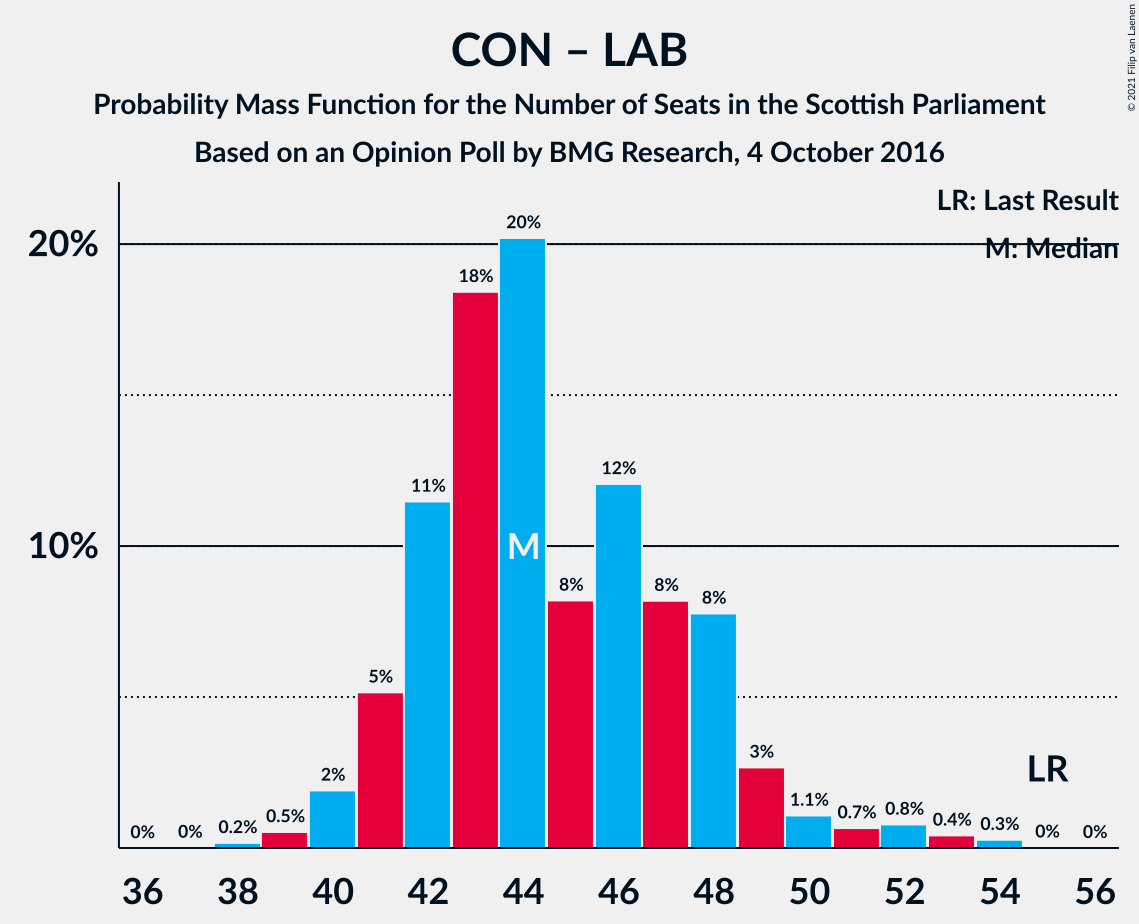 © 2021 Filip van Laenen
CON – LAB
Probability Mass Function for the Number of Seats in the Scottish Parliament
Based on an Opinion Poll by BMG Research, 4 October 2016
LR: Last Result
M: Median
20%
10%
0% 0% 0.2% 0.5% 2% 5% 11% 18% 20% 8% 12% 8% 8% 3% 1.1% 0.7% 0.8% 0.4% 0.3% 0% 0%
M
LR
36 38 40 42 44 46 48 50 52 54 56